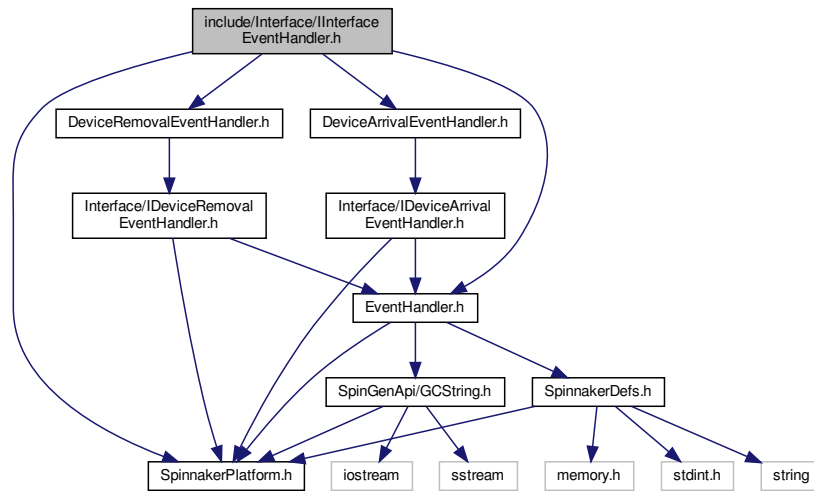 include/Interface/IInterface
EventHandler.h
DeviceRemovalEventHandler.h
DeviceArrivalEventHandler.h
Interface/IDeviceRemoval
EventHandler.h
Interface/IDeviceArrival
EventHandler.h
EventHandler.h
SpinGenApi/GCString.h
SpinnakerDefs.h
SpinnakerPlatform.h
iostream
sstream
memory.h
stdint.h
string